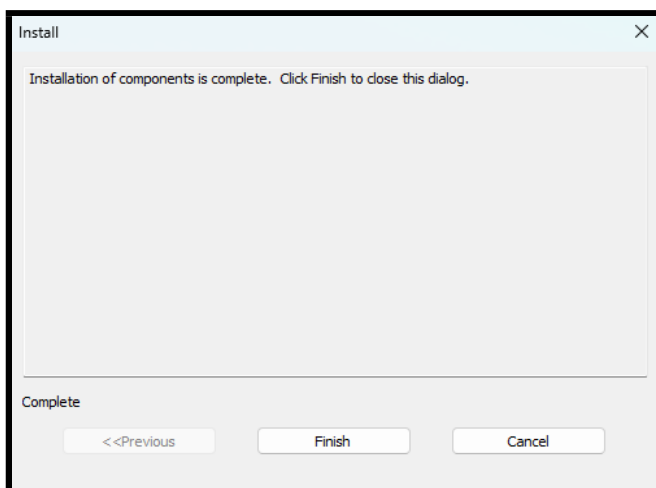 Install
Installation of components is complete.  Click Finish to close this dialog.
Complete
<<Previous
Finish
Cancel